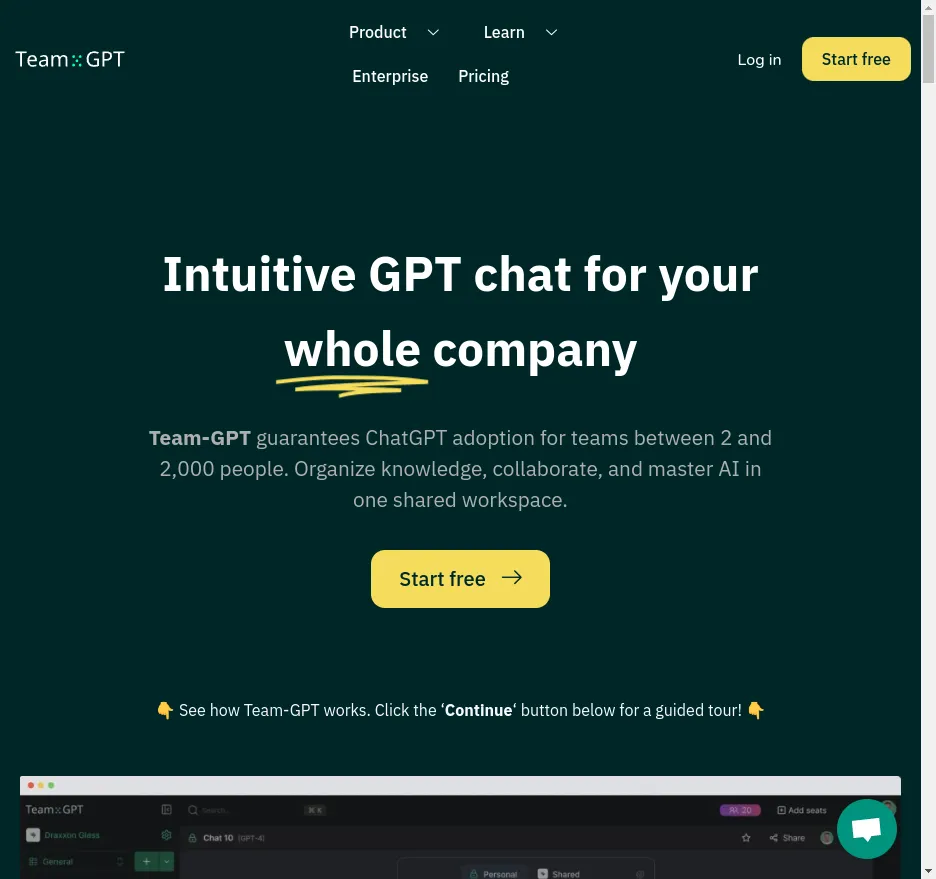 Product
Learn
Team GPT
Log in
Start free
Enterprise
Pricing
Intuitive GPT chat for your
whole company
Team-GPT guarantees ChatGPT adoption for teams between 2 and
2,000 people. Organize knowledge, collaborate, and master AI in
one shared workspace.
Start free
👇 See how Team-GPT works. Click the ‘Continue‘ button below for a guided tour! 👇
Team GPT
Search...
⌘ K
20
Add seats
Draxxlon Glass
Chat 10 (GPT-4)
Share
General
Personal
Shared